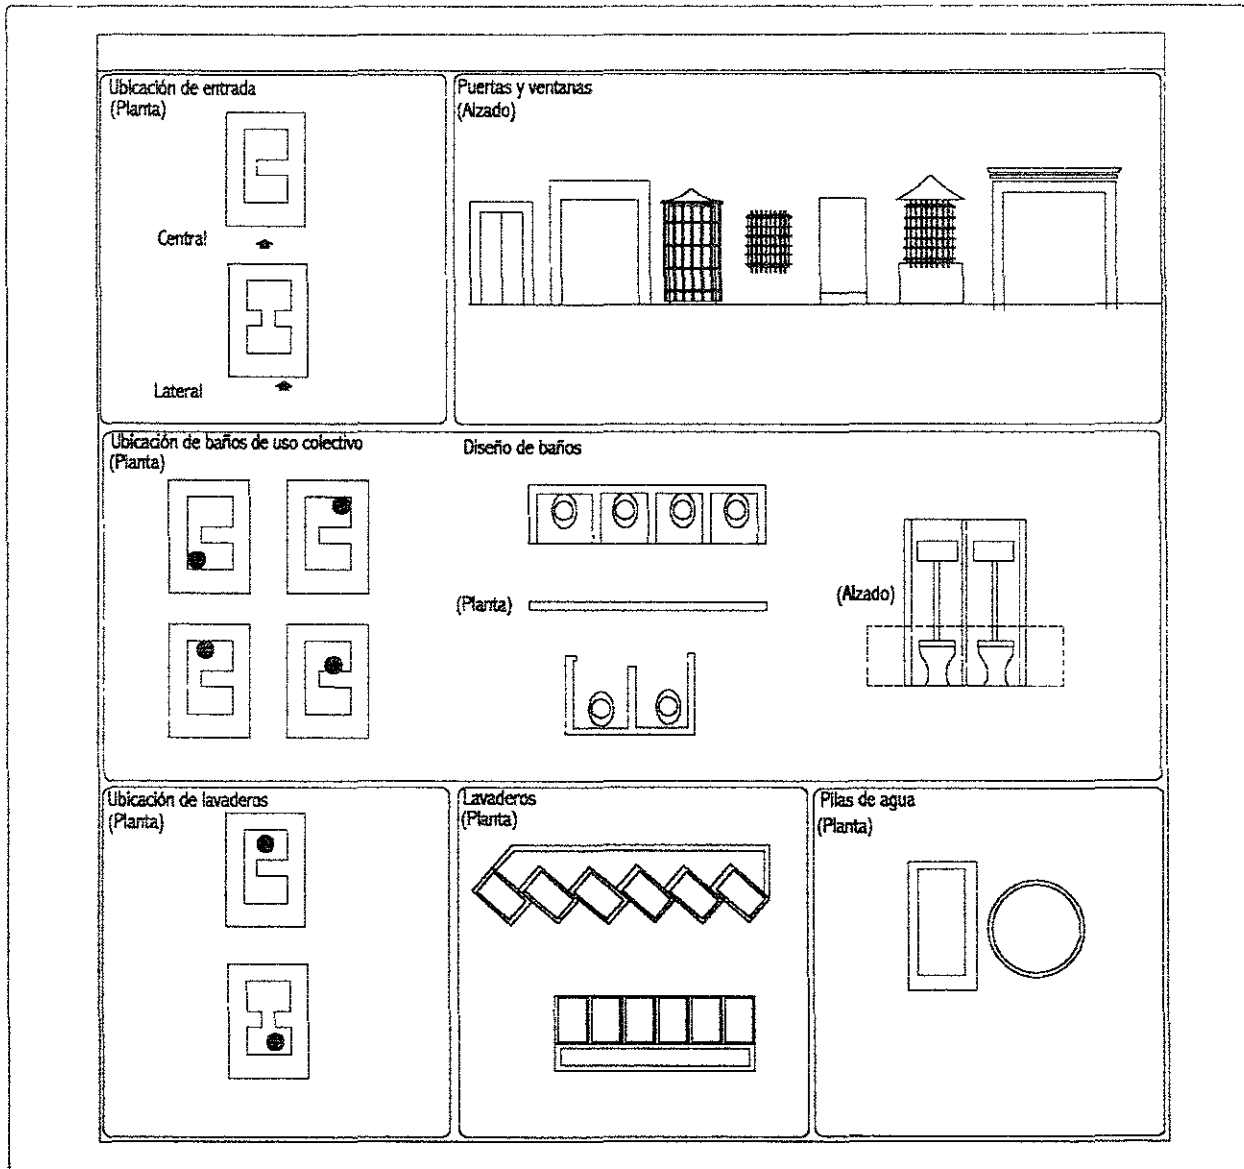 Ubicación de entrada
(Planta)
Central
Lateral
Puertas y ventanas
(Alzado)
Ubicación de baños de uso colectivo
(Planta)
Diseño de baños
(Planta)
(Alzado)
Ubicación de lavaderos
(Planta)
Lavaderos
(Planta)
Pilas de agua
(Planta)